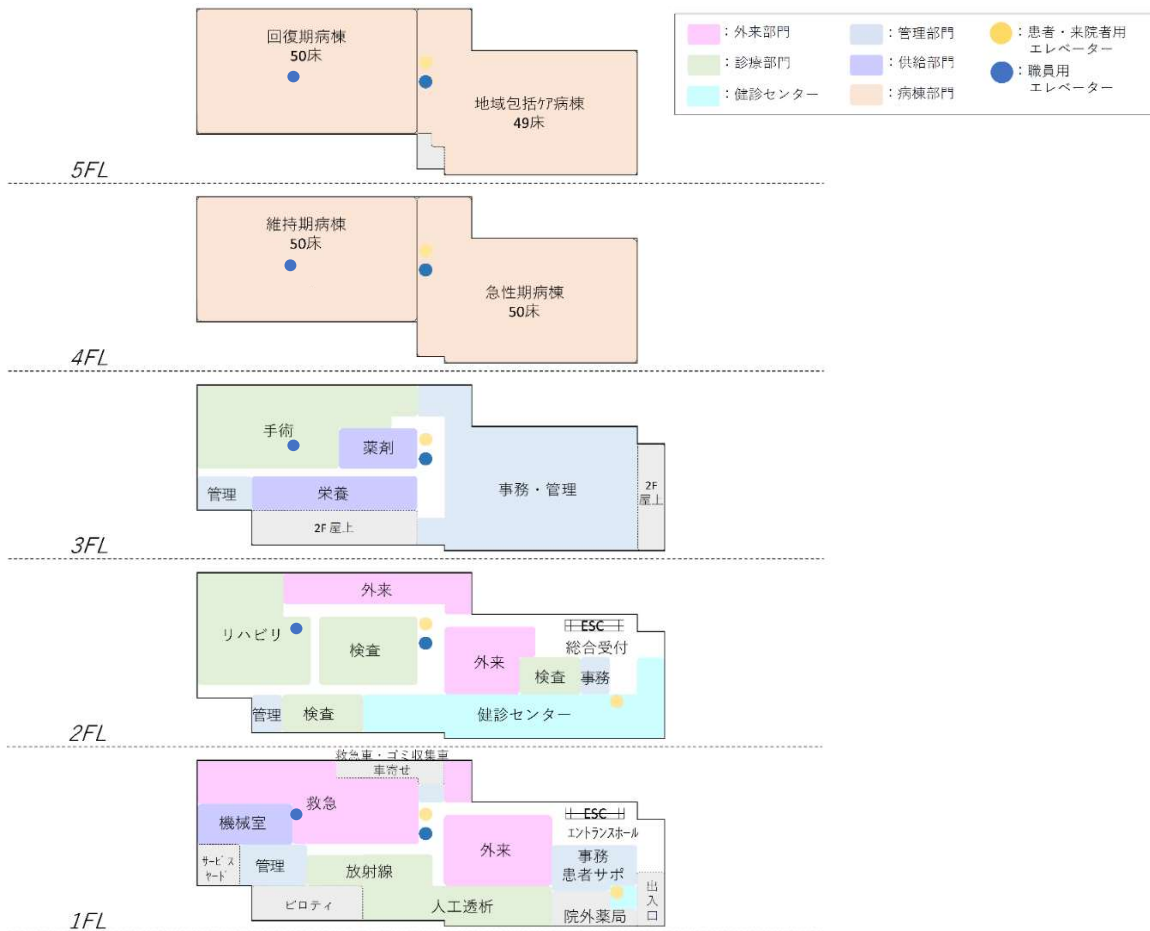 ：外来部門
：診療部門
：健診センター
：管理部門
：供給部門
：病棟部門
：患者・来院者用
エレベーター
：職員用
エレベーター
回復期病棟
50床
地域包括ケア病棟
49床
5FL
維持期病棟
50床
急性期病棟
50床
4FL
手術
薬剤
管理
栄養
事務・管理
2F
屋上
2F 屋上
3FL
外来
リハビリ
検査
外来
ESC
総合受付
検査
事務
管理
検査
健診センター
2FL
救急車・ゴミ収集車
車寄せ
救急
機械室
ESC
エントランスホール
外来
サービス
ヤード
管理
放射線
事務
患者サポ
ピロティ
人工透析
院外薬局
出
入
口
1FL